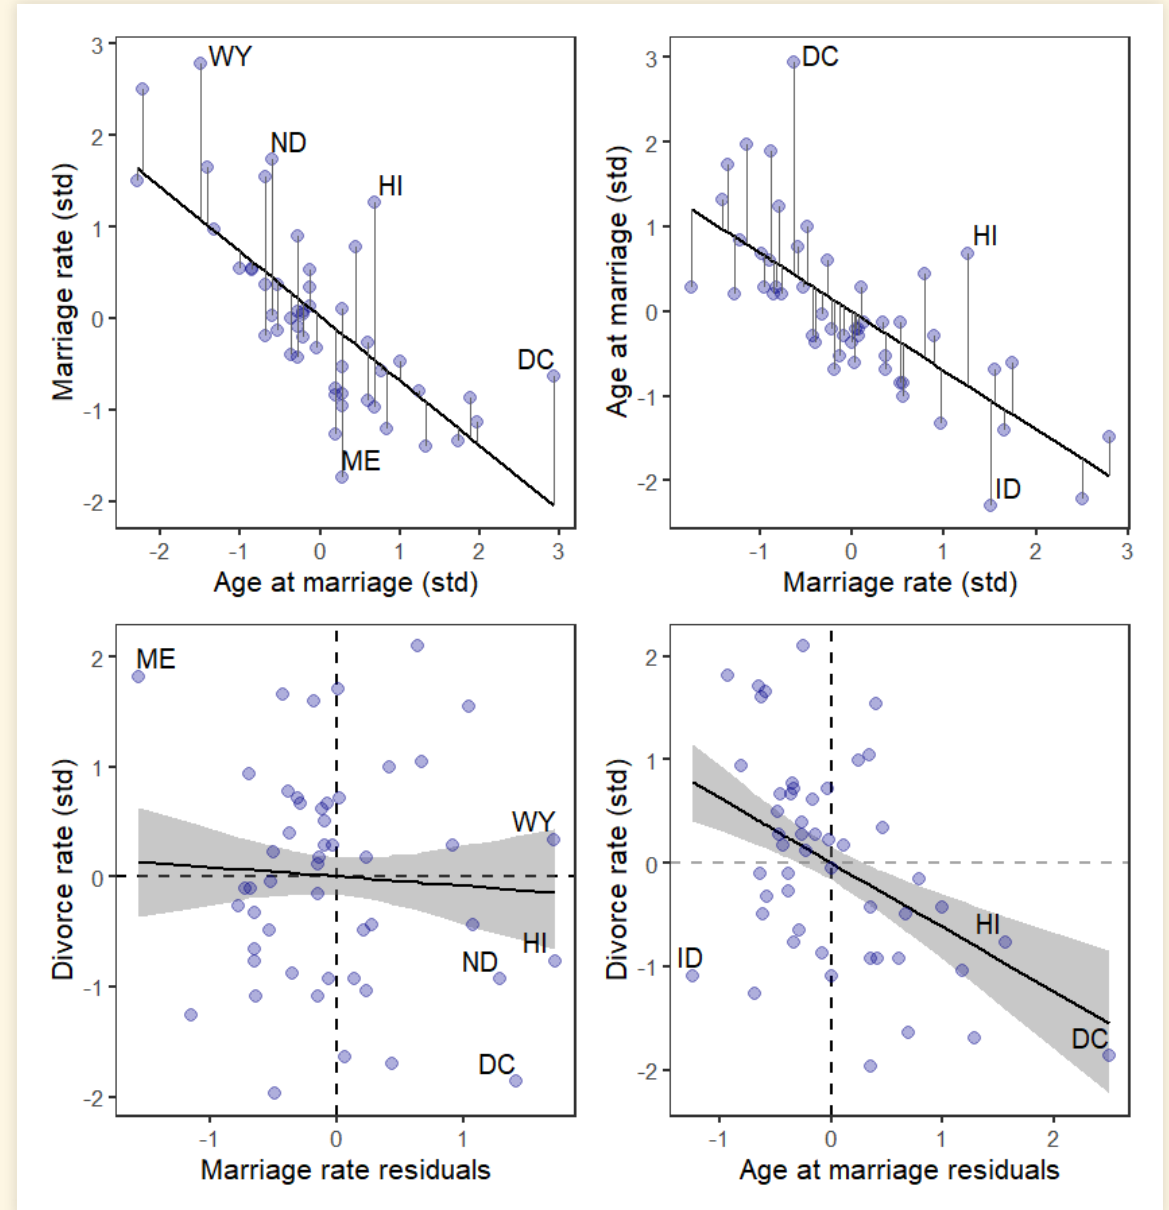 3
2
1
0
-1
-2
Marriage rate (std)
WY
ND
HI
DC
ME
-2 -1 0 1 2 3
Age at marriage (std)
3
2
1
0
-1
-2
Age at marriage (std)
DC
HI
ID
-1 0 1 2 3
Marriage rate (std)
2
1
0
-1
-2
Divorce rate (std)
ME
WY
HI
ND
DC
-1 0 1
Marriage rate residuals
2
1
0
-1
-2
Divorce rate (std)
HI
ID
DC
-1 0 1 2
Age at marriage residuals